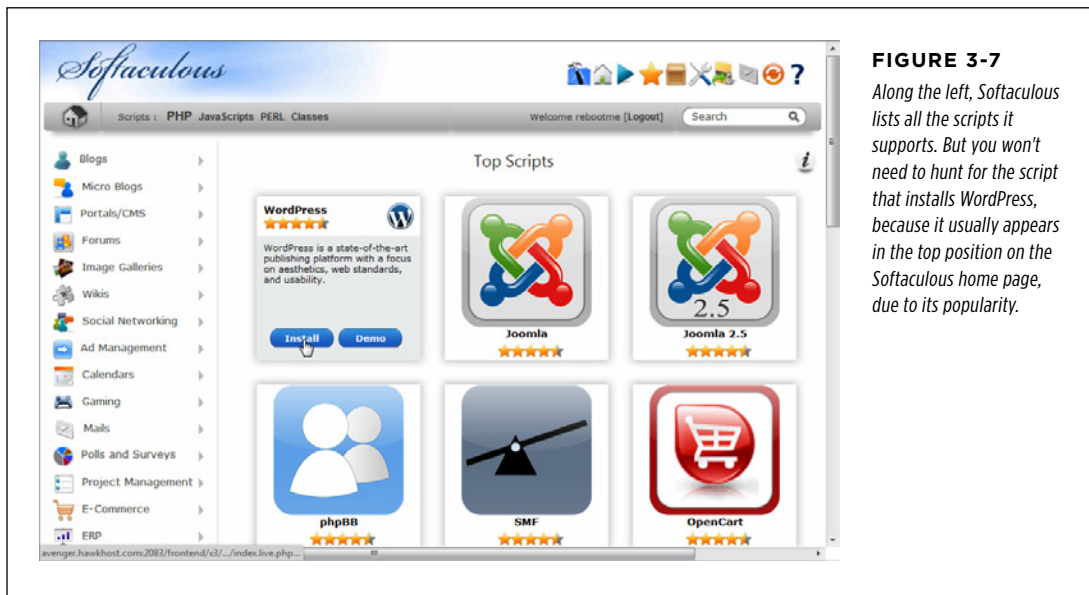 Softaculous
?
Scripts : PHP JavaScripts PERL Classes
Welcome rebootme [Logout]
Search
Blogs
Micro Blogs
Portals/CMS
Forums
Image Galleries
Wikis
Social Networking
Ad Management
Calendars
Gaming
Mails
Polls and Surveys
Project Management
E-Commerce
ERP
Top Scripts
i
WordPress
W
WordPress is a state-of-the-art
publishing platform with a focus
on aesthetics, web standards,
and usability.
Install
Demo
Joomla
2.5
Joomla 2.5
phpBB
SMF
OpenCart
avenger.hawkhost.com:2083/frontend/x3/.../index.live.php...
FIGURE 3-7
Along the left, Softaculous
lists all the scripts it
supports. But you won't
need to hunt for the script
that installs WordPress,
because it usually appears
in the top position on the
Softaculous home page,
due to its popularity.